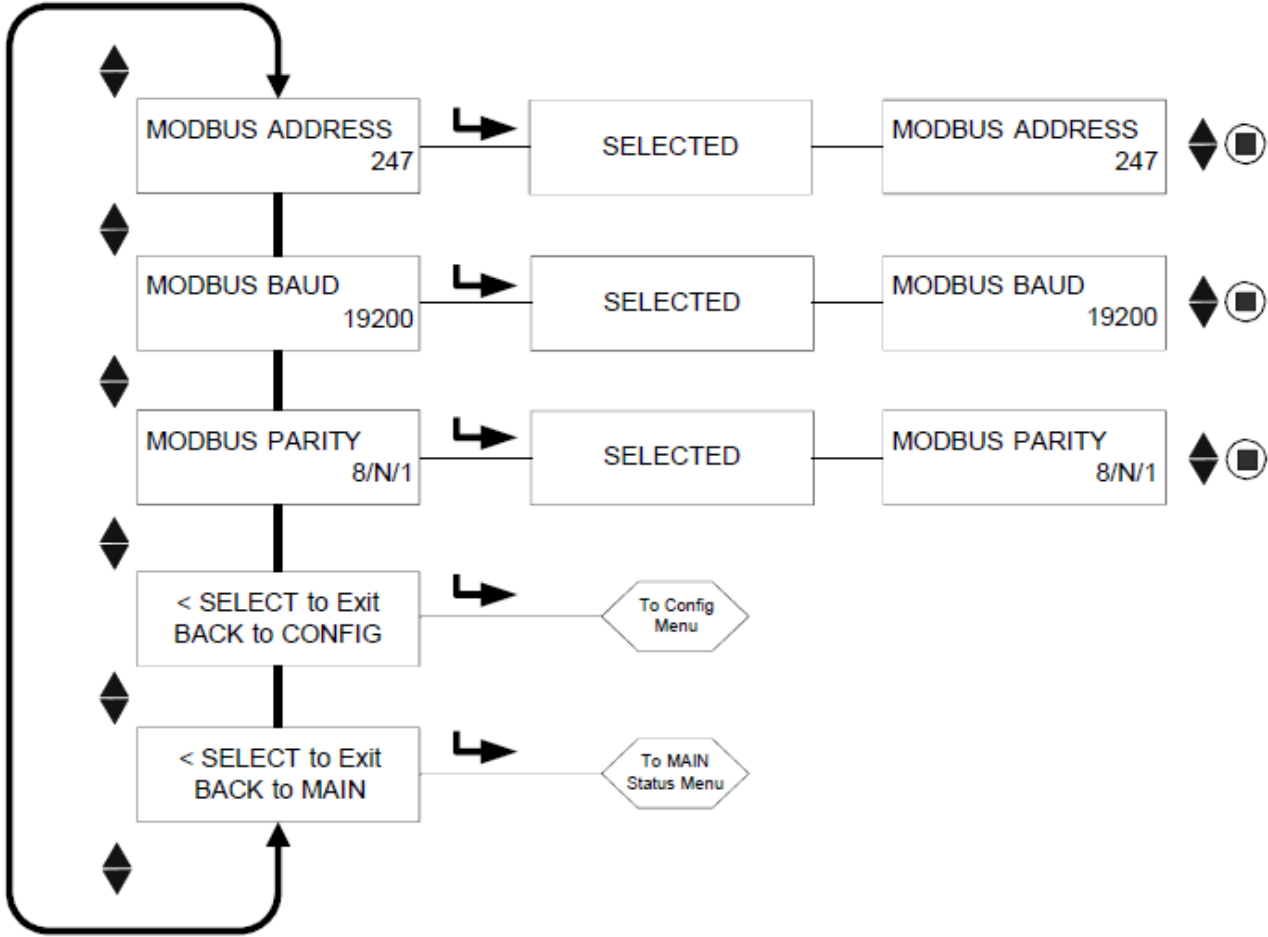 MODBUS ADDRESS
247
SELECTED
MODBUS ADDRESS
247
MODBUS BAUD
19200
SELECTED
MODBUS BAUD
19200
MODBUS PARITY
8/N/1
SELECTED
MODBUS PARITY
8/N/1
< SELECT to Exit
BACK to CONFIG
To Config
Menu
< SELECT to Exit
BACK to MAIN
To MAIN
Status Menu